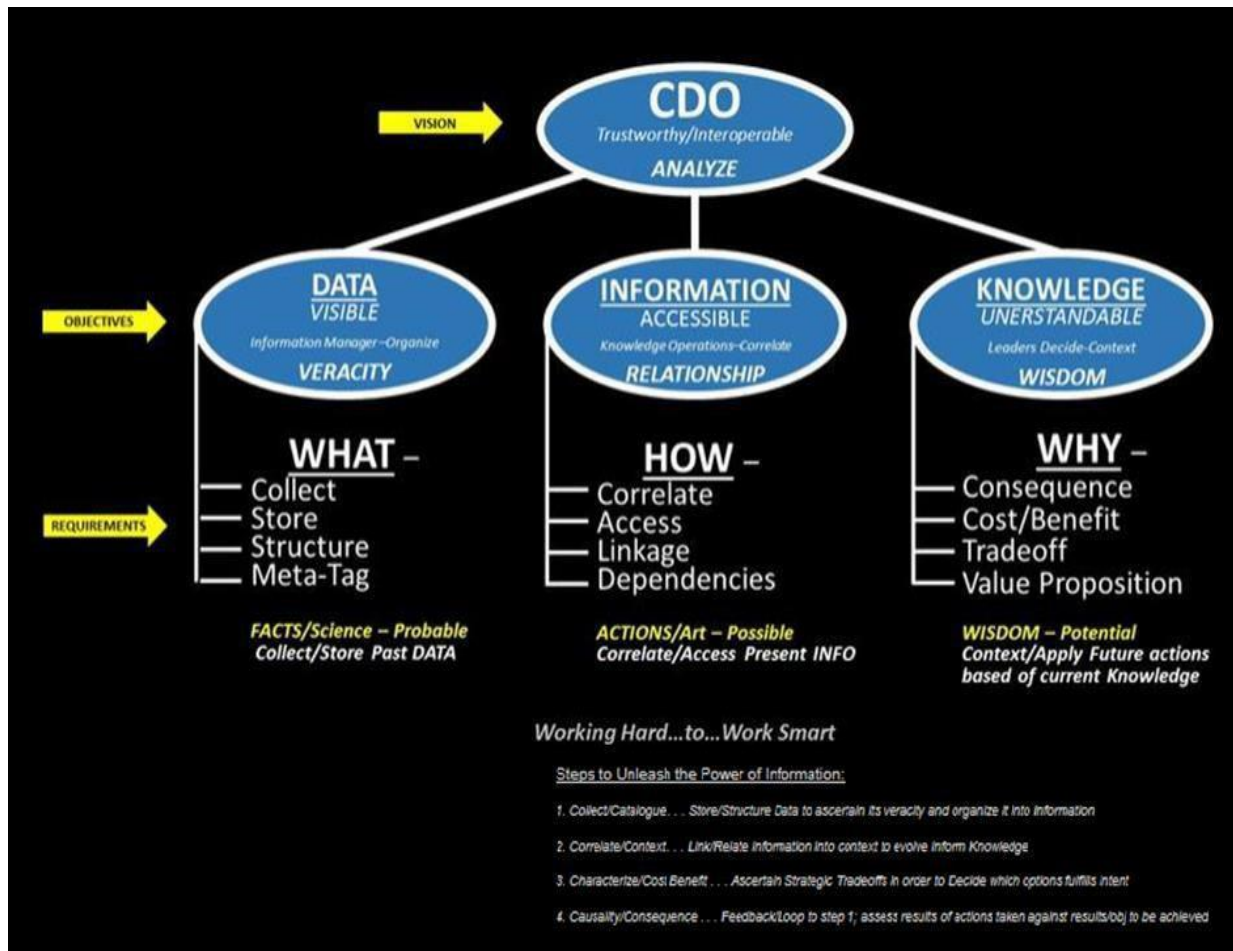 VISION
CDO
Trustworthy/Interoperable
ANALYZE
OBJECTIVES
DATA
VISIBLE
Information Manager–Organize
VERACITY
INFORMATION
ACCESSIBLE
Knowledge Operations–Correlate
RELATIONSHIP
KNOWLEDGE
UNERSTANDABLE
Leaders Decide-Context
WISDOM
REQUIREMENTS
WHAT –
Collect
Store
Structure
Meta-Tag
FACTS/Science – Probable
Collect/Store Past DATA
HOW –
Correlate
Access
Linkage
Dependencies
ACTIONS/Art – Possible
Correlate/Access Present INFO
WHY –
Consequence
Cost/Benefit
Tradeoff
Value Proposition
WISDOM – Potential
Context/Apply Future actions
based of current Knowledge
Working Hard...to...Work Smart
Steps to Unleash the Power of Information:
1. Collect/Catalogue . . . Store/Structure Data to ascertain its veracity and organize it into Information
2. Correlate/Context . . . Link/Relate Information into context to evolve Inform Knowledge
3. Characterize/Cost Benefit . . . Ascertain Strategic Tradeoffs in order to Decide which options fulfills intent
4. Causality/Consequence . . . Feedback/Loop to step 1; assess results of actions taken against results/obj to be achieved